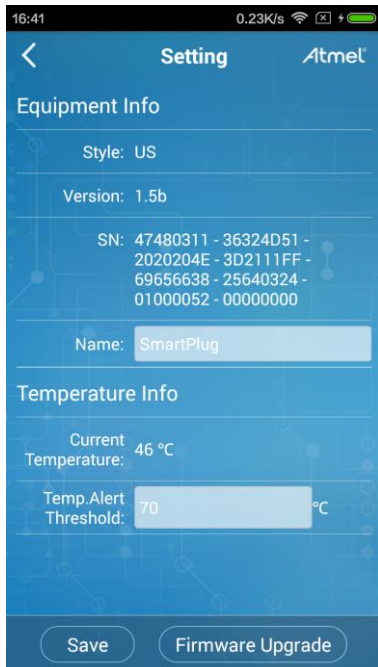 16:41 0.23K/s
Setting Atmel
Equipment Info
Style: US
Version: 1.5b
SN: 47480311 - 36324D51 -
2020204E - 3D2111FF -
69656638 - 25640324 -
01000052 - 00000000
Name: SmartPlug
Temperature Info
Current
Temperature: 46 °C
Temp.Alert
Threshold: 70 °C
Save Firmware Upgrade